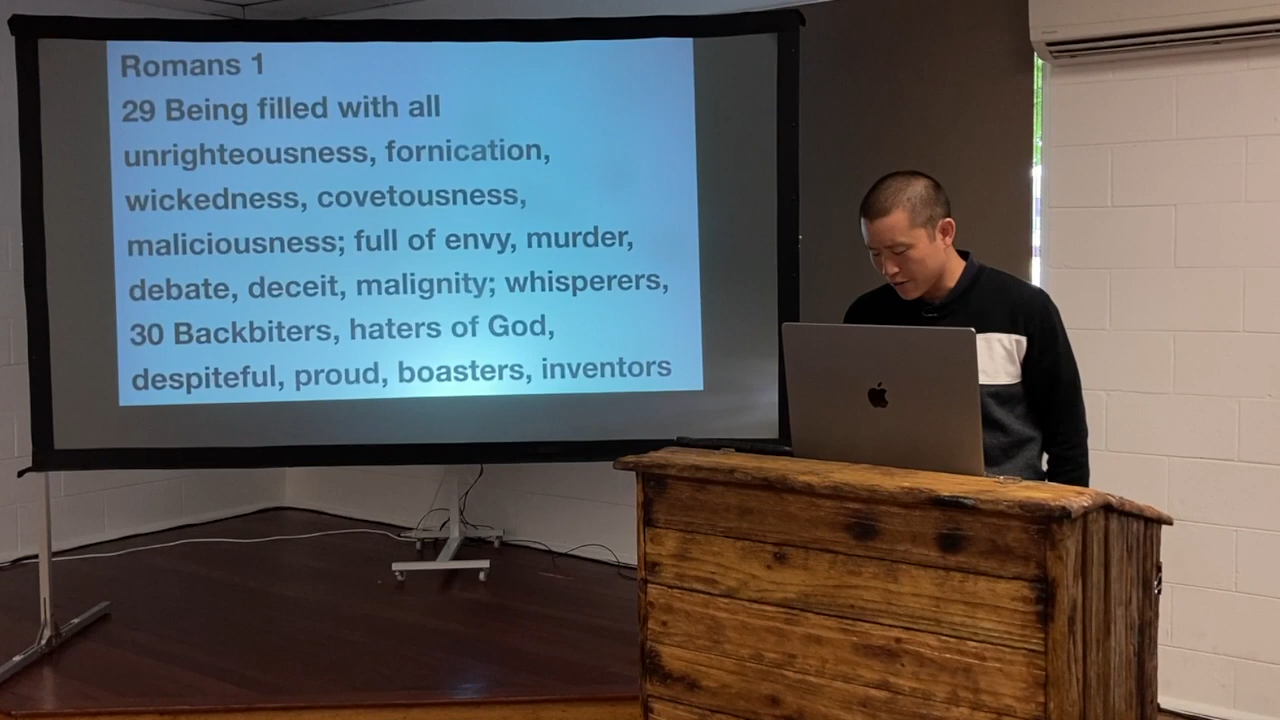 Romans 1
29 Being filled with all
unrighteousness, fornication,
wickedness, covetousness,
maliciousness; full of envy, murder,
debate, deceit, malignity; whisperers,
30 Backbiters, haters of God,
despiteful, proud, boasters, inventors